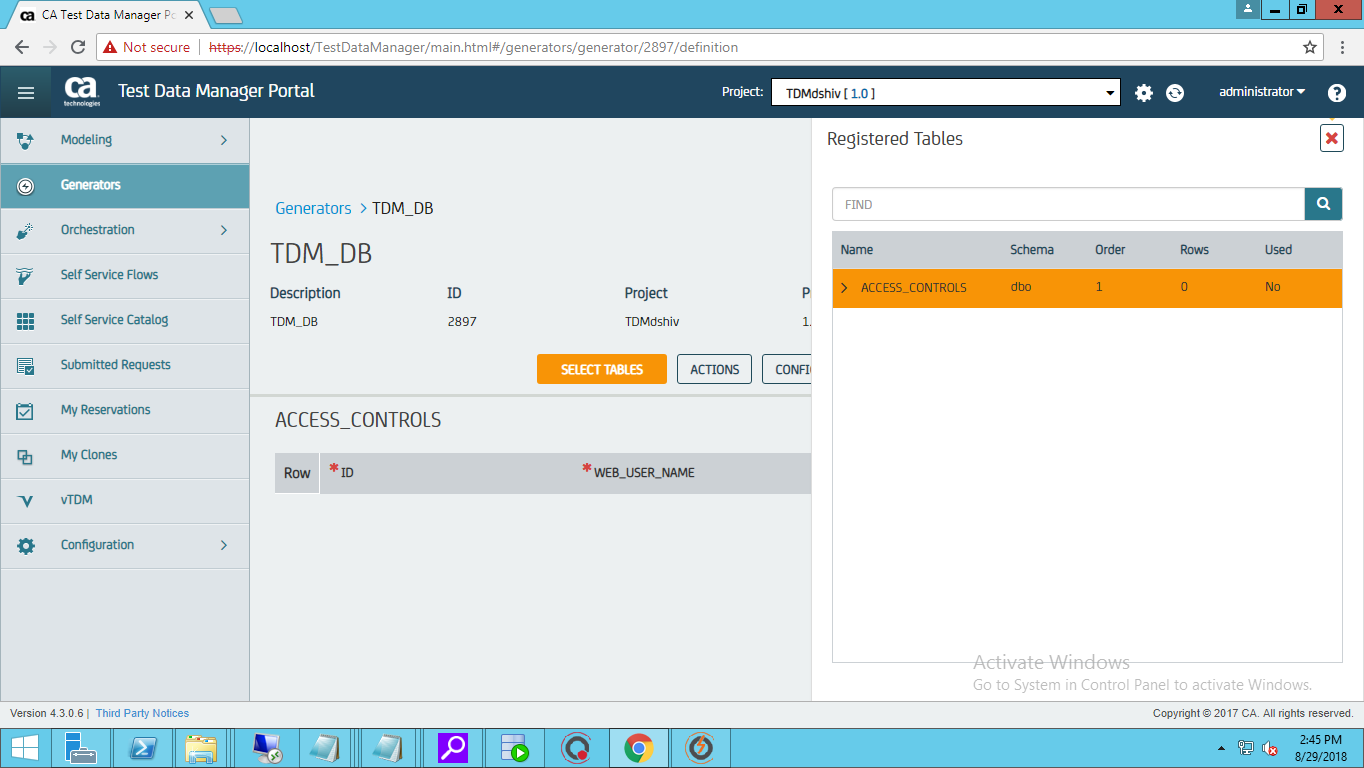 CA Test Data Manager Po
Not secure https://localhost/TestDataManager/main.html#/generators/generator/2897/definition
ca technologies Test Data Manager Portal Project: TDMdshiv [ 1.0 ] administrator ?
Modeling
Generators
Orchestration
Self Service Flows
Self Service Catalog
Submitted Requests
My Reservations
My Clones
vTDM
Configuration
Generators > TDM_DB
TDM_DB
Description ID Project
TDM_DB 2897 TDMdshiv 1.
SELECT TABLES ACTIONS CONFI
ACCESS_CONTROLS
Row *ID *WEB_USER_NAME
Registered Tables
FIND
Name Schema Order Rows Used
ACCESS_CONTROLS dbo 1 0 No
Activate Windows
Go to System in Control Panel to activate Windows.
Version 4.3.0.6 | Third Party Notices Copyright © 2017 CA. All rights reserved.
2:45 PM
8/29/2018